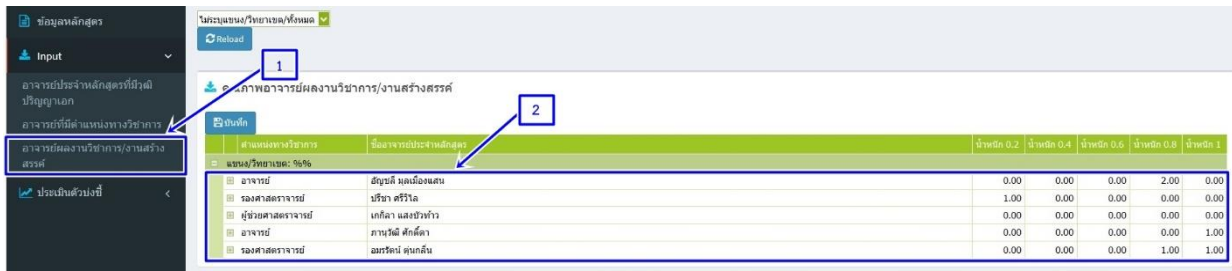 ข้อมูลหลักสูตร
Input
อาจารย์ประจำหลักสูตรที่มีวุฒิ
ปริญญาเอก
อาจารย์ที่มีตำแหน่งทางวิชาการ
อาจารย์ผลงานวิชาการ/งานสร้าง
สรรค์
ประเมินตัวบ่งชี้
ไม่ระบุแขนง/วิทยาเขต/ทั้งหมด
Reload
1
คุณภาพอาจารย์ผลงานวิชาการ/งานสร้างสรรค์
2
บันทึก
ตำแหน่งทางวิชาการ ชื่ออาจารย์ประจำหลักสูตร น้ำหนัก 0.2 น้ำหนัก 0.4 น้ำหนัก 0.6 น้ำหนัก 0.8 น้ำหนัก 1
แขนง/วิทยาเขต: %%
อาจารย์ อัญชลี มุลเมืองแสน 0.00 0.00 0.00 2.00 0.00
รองศาสตราจารย์ ปรีชา ศรีวิไล 1.00 0.00 0.00 0.00 0.00
ผู้ช่วยศาสตราจารย์ เกกิลา แสงบัวท้าว 0.00 0.00 0.00 0.00 0.00
อาจารย์ ภานุวัฒิ ศักดิ์ดา 0.00 0.00 0.00 0.00 1.00
รองศาสตราจารย์ อมรรัตน์ ตุ่นกลิ่น 0.00 0.00 0.00 1.00 1.00